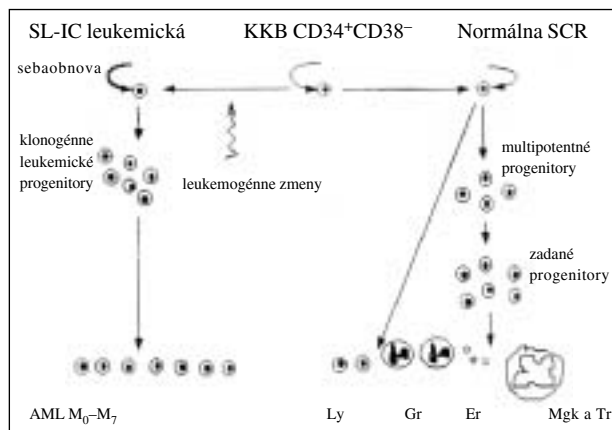 SL-IC leukemická KKB CD34⁺CD38⁻ Normálna SCR
sebaobnova
klonogénne
leukemické
progenitory
leukemogénne zmeny
multipotentné
progenitory
zadané
progenitory
AML M₀–M₇ Ly Gr Er Mgk a Tr